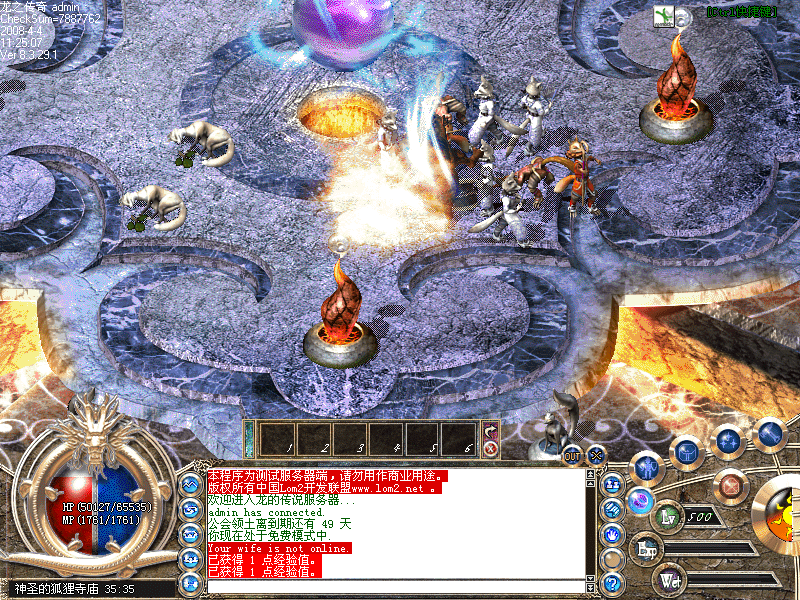 龙之传奇 admin
CheckSum=7887762
2008-4-4
11:25:07
Ver 8.3.29.1
1 2 3 4 5 6
OUT
HP (50127/65535)
MP (1761/1761)
神圣的狐狸寺庙 35:35
本程序为测试服务器端，请勿用作商业用途。
版权所有中国Lom2开发联盟www.lom2.net 。
欢迎进入龙的传说服务器...
admin has connected.
公会领土离到期还有 49 天
你现在处于免费模式中.
Your wife is not online.
已获得 1 点经验值。
已获得 1 点经验值。
Lv 500
Exp
Wet